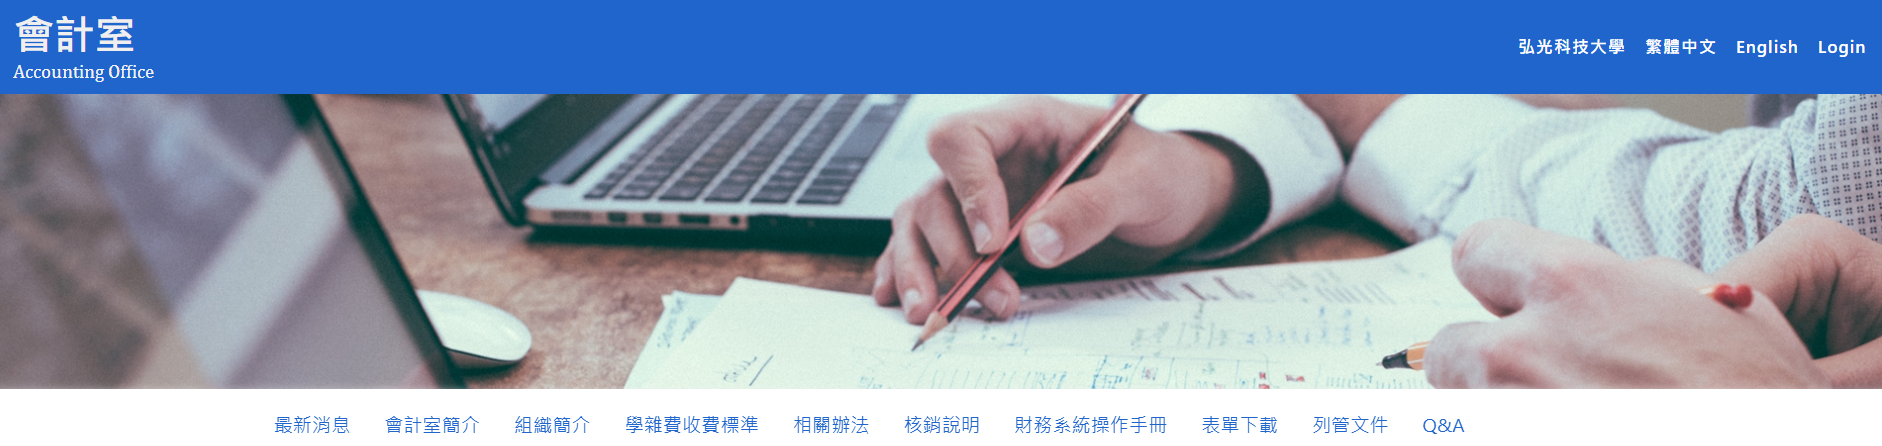 會計室
Accounting Office
弘光科技大學 繁體中文 English Login
最新消息 會計室簡介 組織簡介 學雜費收費標準 相關辦法 核銷說明 財務系統操作手冊 表單下載 列管文件 Q&A